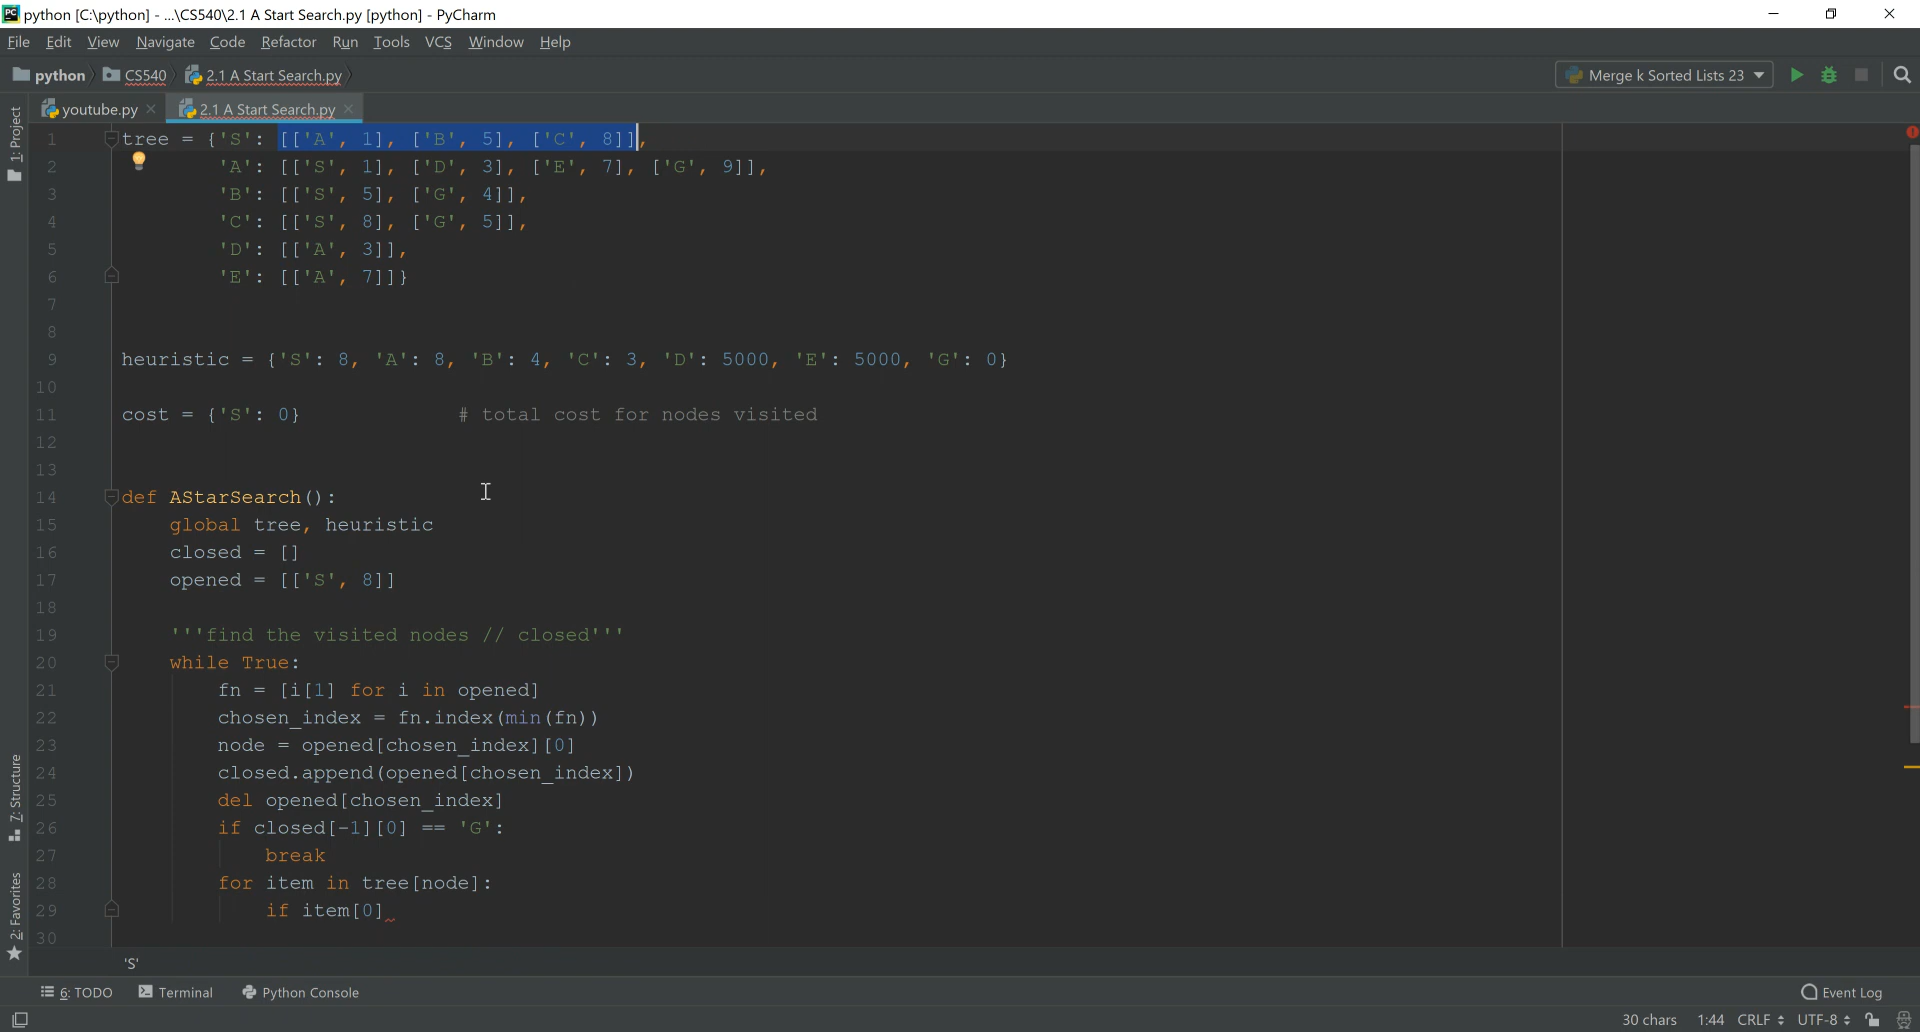 python [C:\python] - ...\CS540\2.1 A Start Search.py [python] - PyCharm
File Edit View Navigate Code Refactor Run Tools VCS Window Help
python CS540 2.1 A Start Search.py Merge k Sorted Lists 23
youtube.py 2.1 A Start Search.py
1: Project
7: Structure
2: Favorites
1 tree = {'S': [['A', 1], ['B', 5], ['C', 8]],
2 'A': [['S', 1], ['D', 3], ['E', 7], ['G', 9]],
3 'B': [['S', 5], ['G', 4]],
4 'C': [['S', 8], ['G', 5]],
5 'D': [['A', 3]],
6 'E': [['A', 7]]}
7
8
9 heuristic = {'S': 8, 'A': 8, 'B': 4, 'C': 3, 'D': 5000, 'E': 5000, 'G': 0}
10
11 cost = {'S': 0} # total cost for nodes visited
12
13
14 def AStarSearch():
15 global tree, heuristic
16 closed = []
17 opened = [['S', 8]]
18
19 '''find the visited nodes // closed'''
20 while True:
21 fn = [i[1] for i in opened]
22 chosen_index = fn.index(min(fn))
23 node = opened[chosen_index][0]
24 closed.append(opened[chosen_index])
25 del opened[chosen_index]
26 if closed[-1][0] == 'G':
27 break
28 for item in tree[node]:
29 if item[0]
30
'S'
6: TODO Terminal Python Console Event Log
30 chars 1:44 CRLF UTF-8